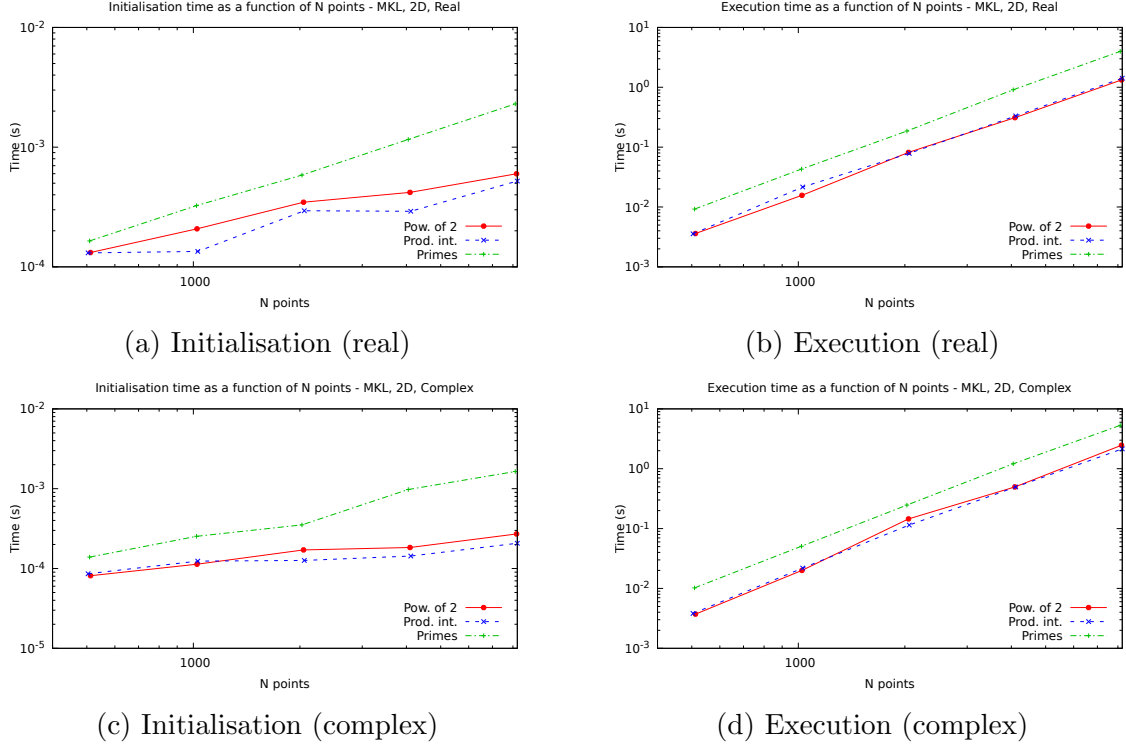 Initialisation time as a function of N points - MKL, 2D, Real
10^-2
10^-3
10^-4
Time (s)
Pow. of 2
Prod. int.
Primes
1000
N points
(a) Initialisation (real)
Execution time as a function of N points - MKL, 2D, Real
10^1
10^0
10^-1
10^-2
10^-3
Time (s)
Pow. of 2
Prod. int.
Primes
1000
N points
(b) Execution (real)
Initialisation time as a function of N points - MKL, 2D, Complex
10^-2
10^-3
10^-4
10^-5
Time (s)
Pow. of 2
Prod. int.
Primes
1000
N points
(c) Initialisation (complex)
Execution time as a function of N points - MKL, 2D, Complex
10^1
10^0
10^-1
10^-2
10^-3
Time (s)
Pow. of 2
Prod. int.
Primes
1000
N points
(d) Execution (complex)